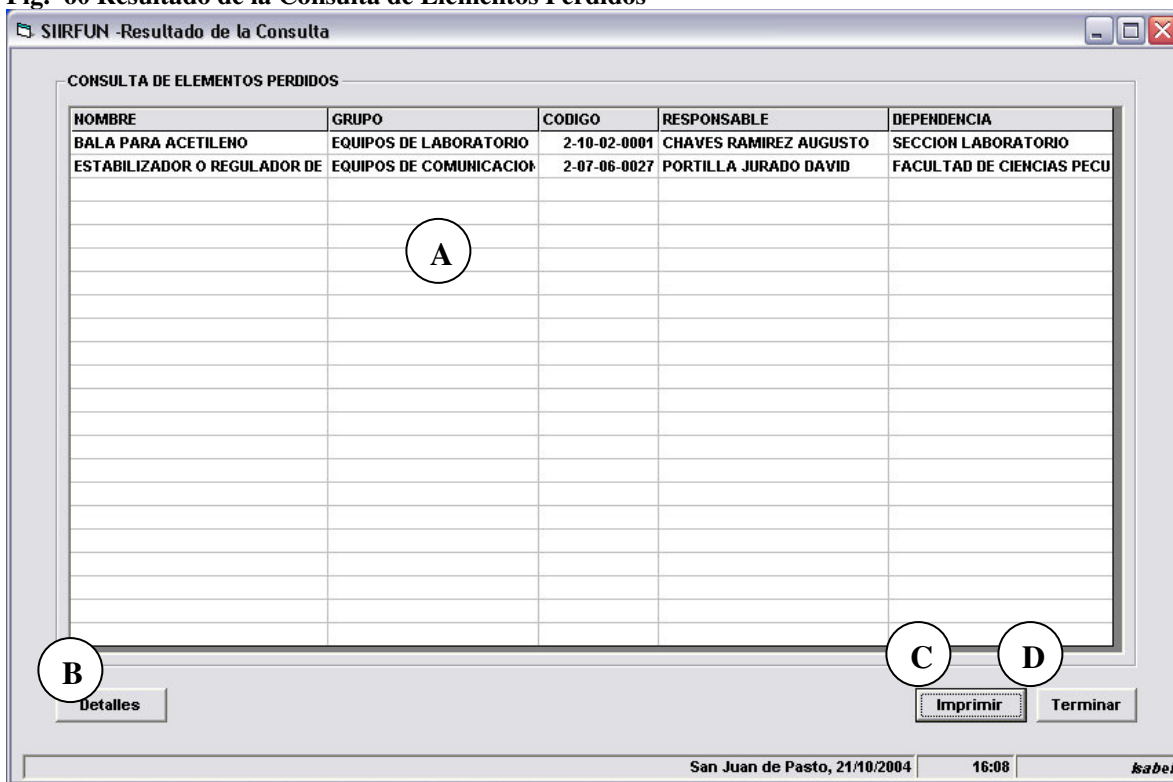 Fig. 60 Resultado de la Consulta de Elementos Perdidos
SIIRFUN -Resultado de la Consulta
CONSULTA DE ELEMENTOS PERDIDOS
NOMBRE GRUPO CODIGO RESPONSABLE DEPENDENCIA
BALA PARA ACETILENO EQUIPOS DE LABORATORIO 2-10-02-0001 CHAVES RAMIREZ AUGUSTO SECCION LABORATORIO
ESTABILIZADOR O REGULADOR DE EQUIPOS DE COMUNICACION 2-07-06-0027 PORTILLA JURADO DAVID FACULTAD DE CIENCIAS PECU
A
B C D
Detalles Imprimir Terminar
San Juan de Pasto, 21/10/2004 16:08 Isabel